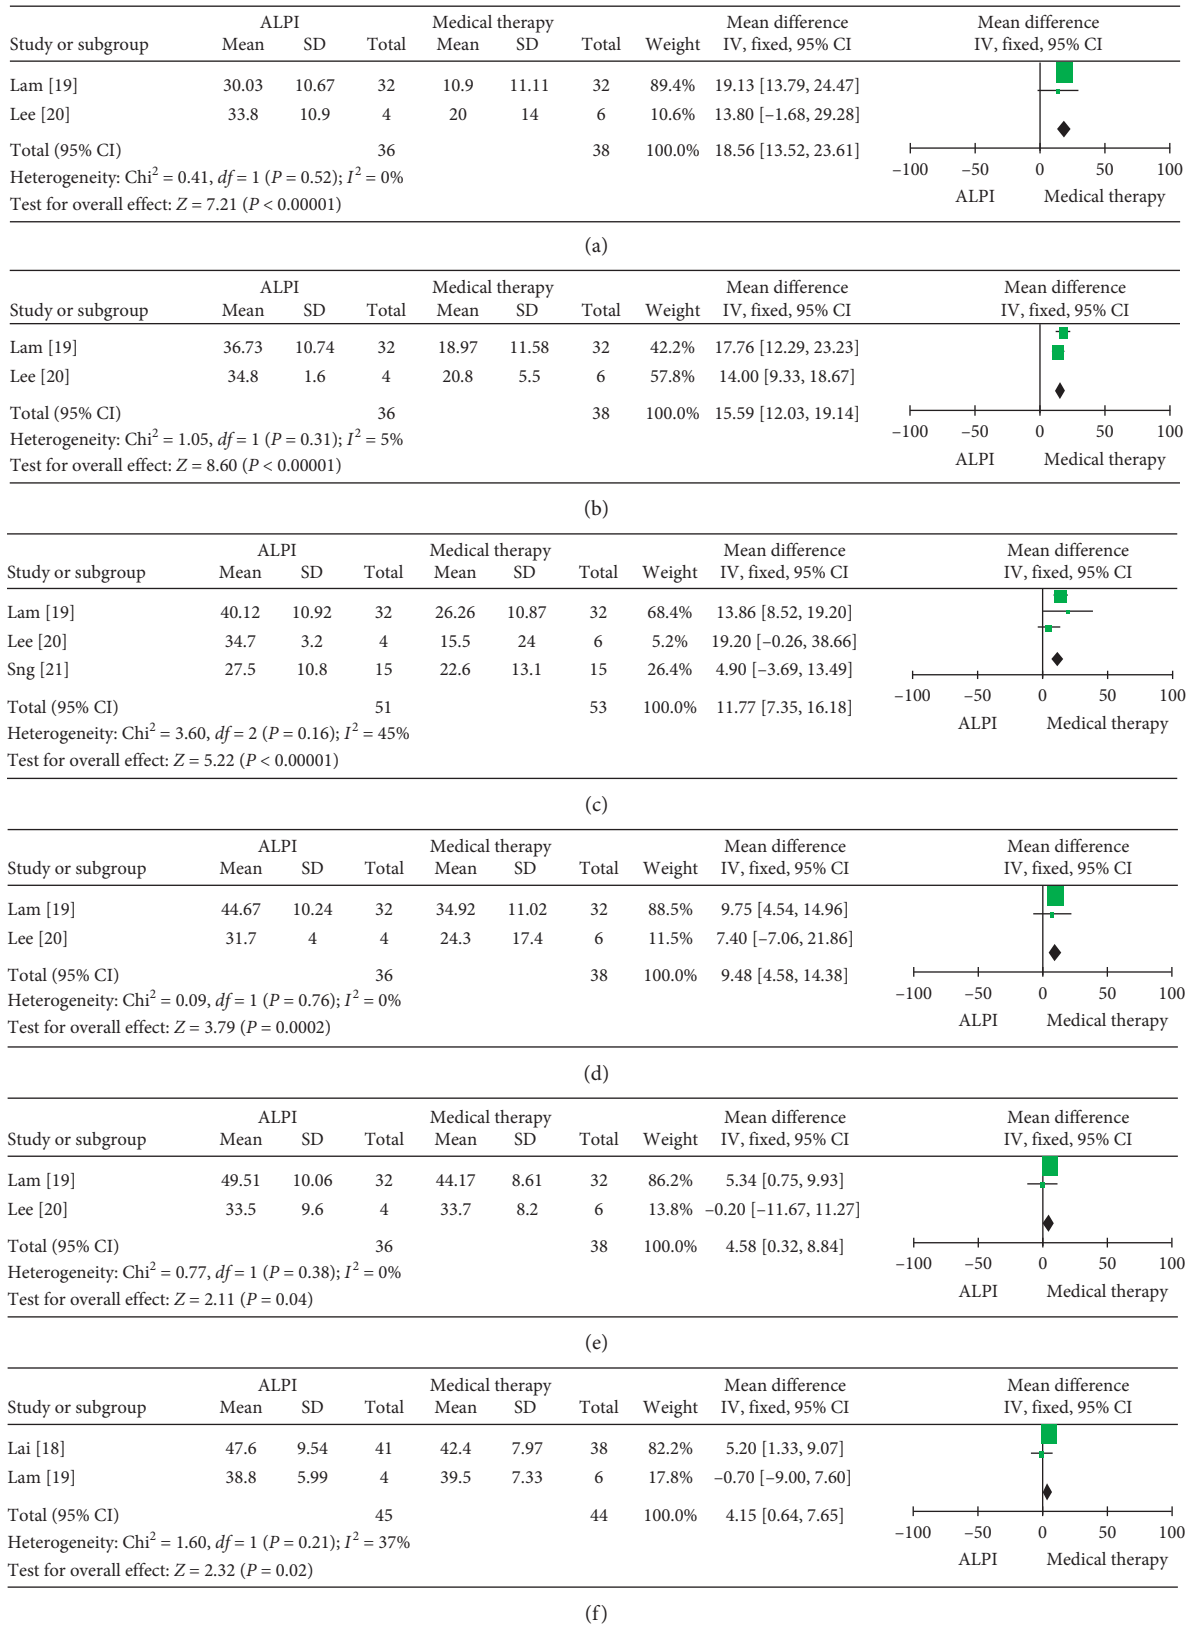 ALPI Medical therapy Mean difference Mean difference
Study or subgroup Mean SD Total Mean SD Total Weight IV, fixed, 95% CI IV, fixed, 95% CI
Lam [19] 30.03 10.67 32 10.9 11.11 32 89.4% 19.13 [13.79, 24.47]
Lee [20] 33.8 10.9 4 20 14 6 10.6% 13.80 [–1.68, 29.28]
Total (95% CI) 36 38 100.0% 18.56 [13.52, 23.61]
Heterogeneity: Chi² = 0.41, df = 1 (P = 0.52); I² = 0%
Test for overall effect: Z = 7.21 (P < 0.00001)
–100 –50 0 50 100
ALPI Medical therapy
(a)
ALPI Medical therapy Mean difference Mean difference
Study or subgroup Mean SD Total Mean SD Total Weight IV, fixed, 95% CI IV, fixed, 95% CI
Lam [19] 36.73 10.74 32 18.97 11.58 32 42.2% 17.76 [12.29, 23.23]
Lee [20] 34.8 1.6 4 20.8 5.5 6 57.8% 14.00 [9.33, 18.67]
Total (95% CI) 36 38 100.0% 15.59 [12.03, 19.14]
Heterogeneity: Chi² = 1.05, df = 1 (P = 0.31); I² = 5%
Test for overall effect: Z = 8.60 (P < 0.00001)
–100 –50 0 50 100
ALPI Medical therapy
(b)
ALPI Medical therapy Mean difference Mean difference
Study or subgroup Mean SD Total Mean SD Total Weight IV, fixed, 95% CI IV, fixed, 95% CI
Lam [19] 40.12 10.92 32 26.26 10.87 32 68.4% 13.86 [8.52, 19.20]
Lee [20] 34.7 3.2 4 15.5 24 6 5.2% 19.20 [–0.26, 38.66]
Sng [21] 27.5 10.8 15 22.6 13.1 15 26.4% 4.90 [–3.69, 13.49]
Total (95% CI) 51 53 100.0% 11.77 [7.35, 16.18]
Heterogeneity: Chi² = 3.60, df = 2 (P = 0.16); I² = 45%
Test for overall effect: Z = 5.22 (P < 0.00001)
–100 –50 0 50 100
ALPI Medical therapy
(c)
ALPI Medical therapy Mean difference Mean difference
Study or subgroup Mean SD Total Mean SD Total Weight IV, fixed, 95% CI IV, fixed, 95% CI
Lam [19] 44.67 10.24 32 34.92 11.02 32 88.5% 9.75 [4.54, 14.96]
Lee [20] 31.7 4 4 24.3 17.4 6 11.5% 7.40 [–7.06, 21.86]
Total (95% CI) 36 38 100.0% 9.48 [4.58, 14.38]
Heterogeneity: Chi² = 0.09, df = 1 (P = 0.76); I² = 0%
Test for overall effect: Z = 3.79 (P = 0.0002)
–100 –50 0 50 100
ALPI Medical therapy
(d)
ALPI Medical therapy Mean difference Mean difference
Study or subgroup Mean SD Total Mean SD Total Weight IV, fixed, 95% CI IV, fixed, 95% CI
Lam [19] 49.51 10.06 32 44.17 8.61 32 86.2% 5.34 [0.75, 9.93]
Lee [20] 33.5 9.6 4 33.7 8.2 6 13.8% –0.20 [–11.67, 11.27]
Total (95% CI) 36 38 100.0% 4.58 [0.32, 8.84]
Heterogeneity: Chi² = 0.77, df = 1 (P = 0.38); I² = 0%
Test for overall effect: Z = 2.11 (P = 0.04)
–100 –50 0 50 100
ALPI Medical therapy
(e)
ALPI Medical therapy Mean difference Mean difference
Study or subgroup Mean SD Total Mean SD Total Weight IV, fixed, 95% CI IV, fixed, 95% CI
Lai [18] 47.6 9.54 41 42.4 7.97 38 82.2% 5.20 [1.33, 9.07]
Lam [19] 38.8 5.99 4 39.5 7.33 6 17.8% –0.70 [–9.00, 7.60]
Total (95% CI) 45 44 100.0% 4.15 [0.64, 7.65]
Heterogeneity: Chi² = 1.60, df = 1 (P = 0.21); I² = 37%
Test for overall effect: Z = 2.32 (P = 0.02)
–100 –50 0 50 100
ALPI Medical therapy
(f)